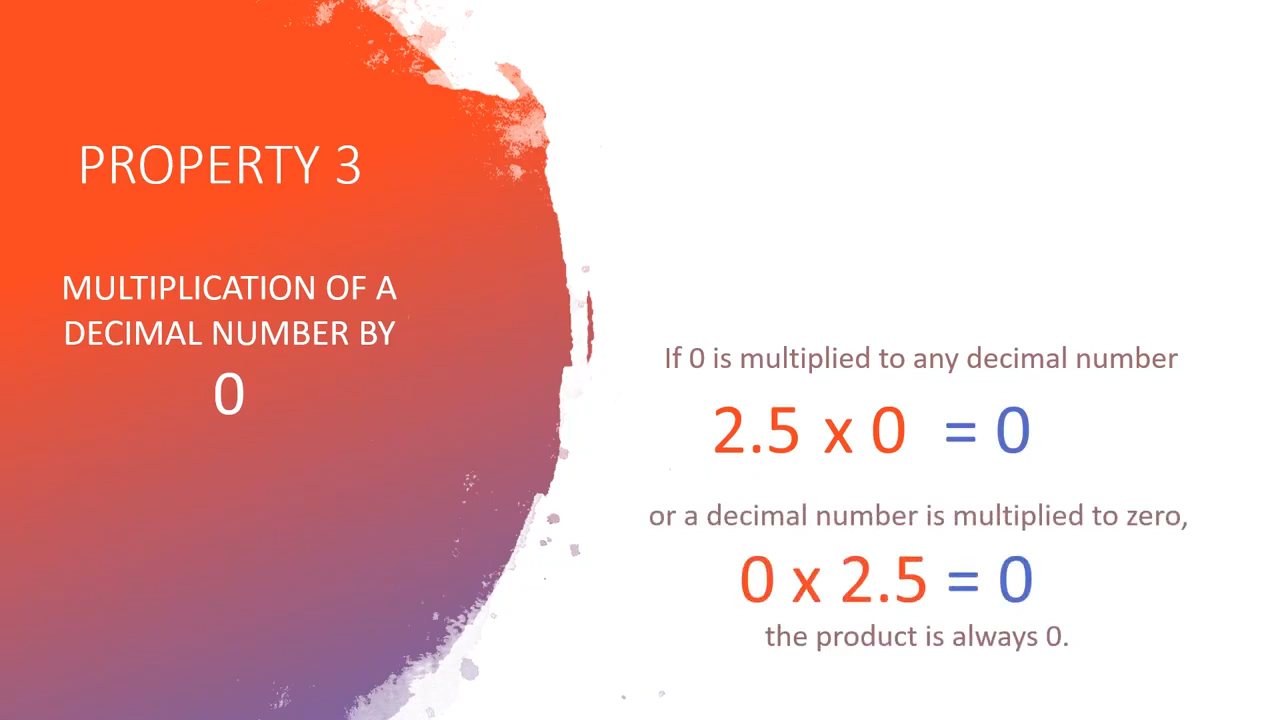 PROPERTY 3
MULTIPLICATION OF A
DECIMAL NUMBER BY
0
If 0 is multiplied to any decimal number
2.5 x 0 = 0
or a decimal number is multiplied to zero,
0 x 2.5 = 0
the product is always 0.